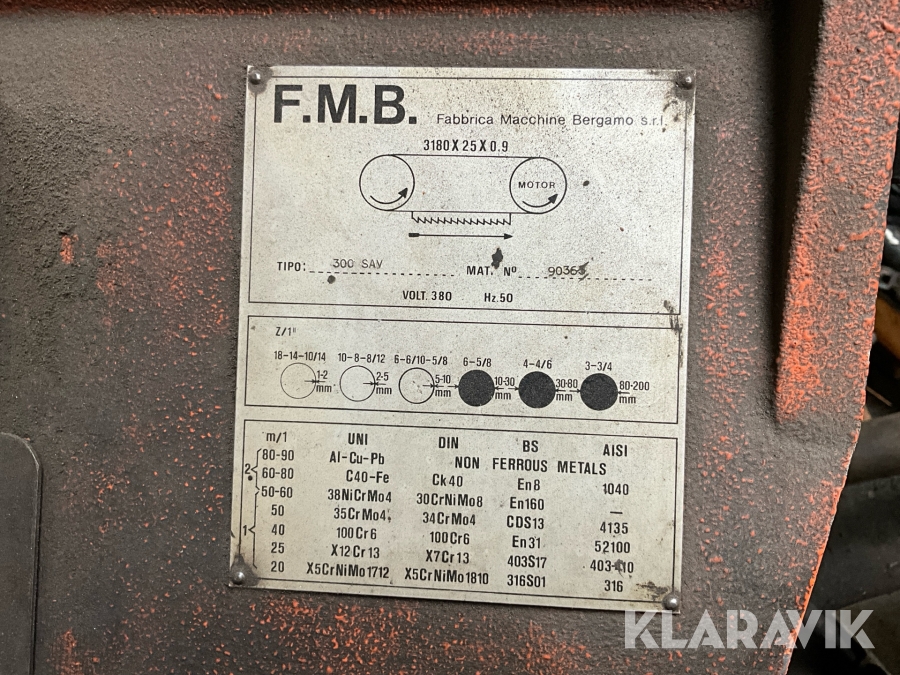 F.M.B. Fabbrica Macchine Bergamo s.r.l.
3180X25X0.9
MOTOR
TIPO: 300 SAV MAT. Nº
VOLT. 380 Hz. 50
Z/1"
18-14-10/14 10-8-8/12 6-6/10-5/8 6-5/8 4-4/6 3-3/4
1-2 mm 2-5 mm 5-10 mm 10-30 mm 30-80 mm 80-200 mm
m/1 UNI DIN BS AISI
80-90 Al-Cu-Pb NON FERROUS METALS
2 60-80 C40-Fe Ck40 En8 1040
50-60 38NiCrMo4 30CrNiMo8 En160 —
50 35CrMo4 34CrMo4 CDS13 4135
1 40 100Cr6 100Cr6 En31 52100
25 X12Cr13 X7Cr13 403S17 403-410
20 X5CrNiMo1712 X5CrNiMo1810 316S01 316
KLARAVIK